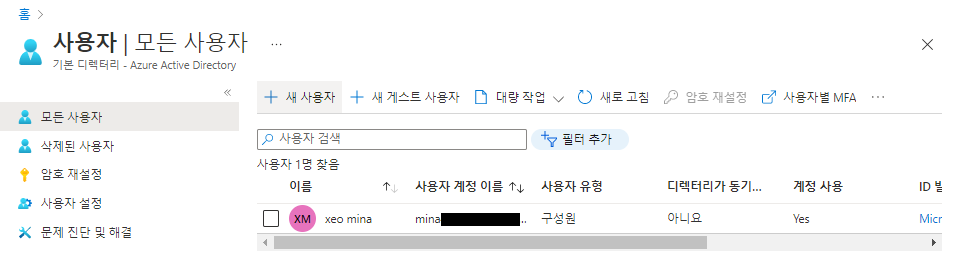 홈
사용자 | 모든 사용자 ...
기본 디렉터리 - Azure Active Directory
모든 사용자
삭제된 사용자
암호 재설정
사용자 설정
문제 진단 및 해결
새 사용자 새 게스트 사용자 대량 작업 새로 고침 암호 재설정 사용자별 MFA ...
사용자 검색 필터 추가
사용자 1명 찾음
이름 사용자 계정 이름 사용자 유형 디렉터리가 동기... 계정 사용 ID 발
XM xeo mina mina .. 구성원 아니요 Yes Micr